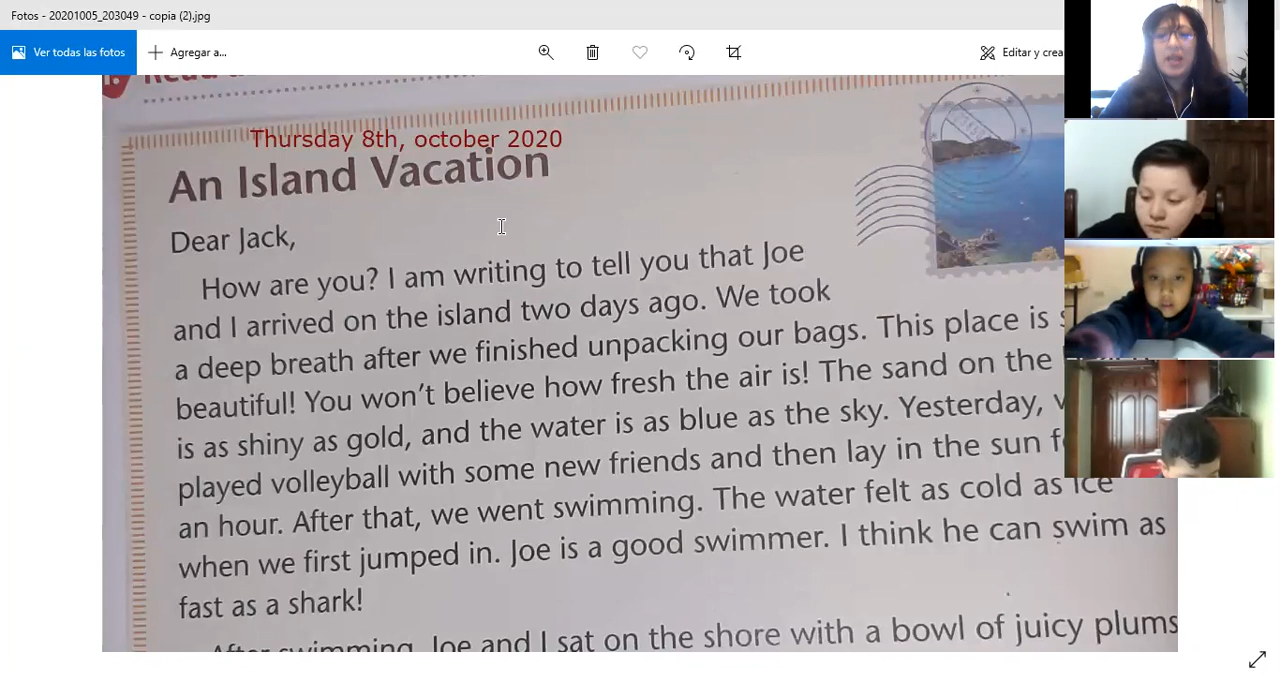 Fotos - 20201005_203049 - copia (2).jpg
Ver todas las fotos
Agregar a...
Editar y crea
Read
Thursday 8th, october 2020
An Island Vacation
Dear Jack,
How are you? I am writing to tell you that Joe
and I arrived on the island two days ago. We took
a deep breath after we finished unpacking our bags. This place is
beautiful! You won't believe how fresh the air is! The sand on the
is as shiny as gold, and the water is as blue as the sky. Yesterday,
played volleyball with some new friends and then lay in the sun
an hour. After that, we went swimming. The water felt as cold as ice
when we first jumped in. Joe is a good swimmer. I think he can swim as
fast as a shark!
After swimming, Joe and I sat on the shore with a bowl of juicy plums